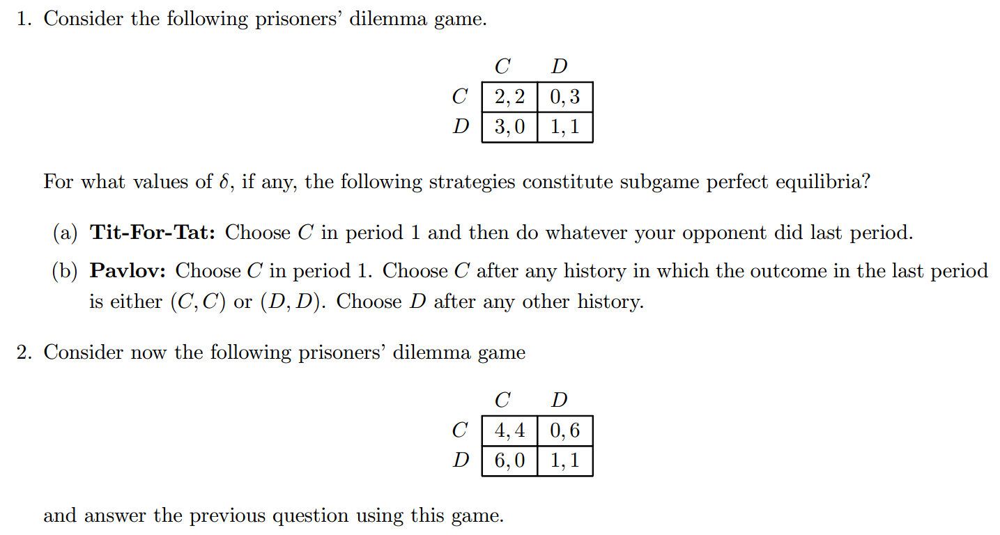 1. Consider the following prisoners' dilemma game.
C D
C 2, 2 0, 3
D 3, 0 1, 1
For what values of δ, if any, the following strategies constitute subgame perfect equilibria?
(a) Tit-For-Tat: Choose C in period 1 and then do whatever your opponent did last period.
(b) Pavlov: Choose C in period 1. Choose C after any history in which the outcome in the last period
is either (C, C) or (D, D). Choose D after any other history.
2. Consider now the following prisoners' dilemma game
C D
C 4, 4 0, 6
D 6, 0 1, 1
and answer the previous question using this game.